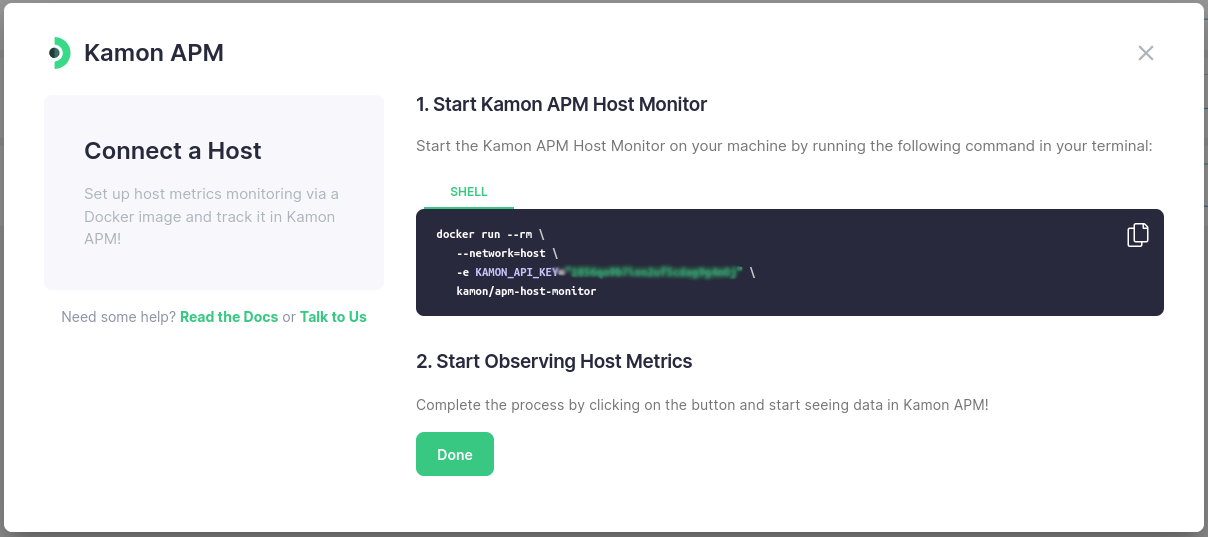 Kamon APM
Connect a Host
Set up host metrics monitoring via a
Docker image and track it in Kamon
APM!
Need some help? Read the Docs or Talk to Us
1. Start Kamon APM Host Monitor
Start the Kamon APM Host Monitor on your machine by running the following command in your terminal:
SHELL
docker run --rm \
--network=host \
-e KAMON_API_KEY= \
kamon/apm-host-monitor
2. Start Observing Host Metrics
Complete the process by clicking on the button and start seeing data in Kamon APM!
Done